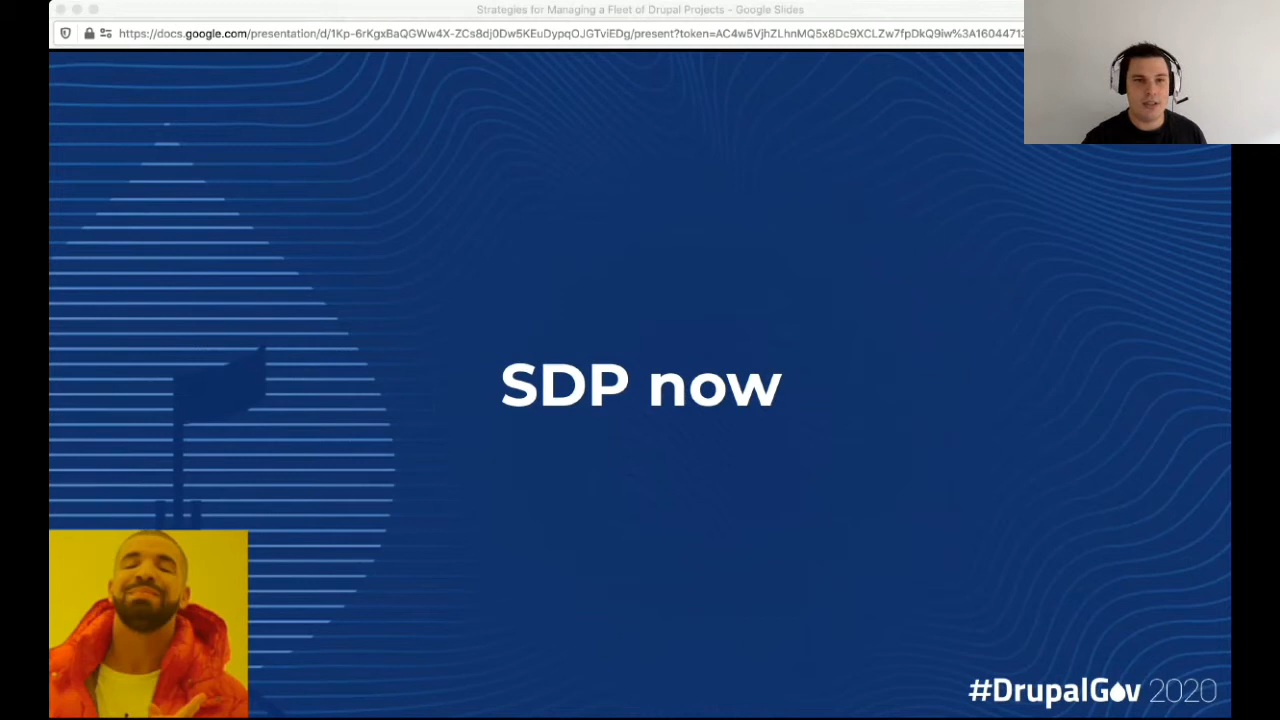 Strategies for Managing a Fleet of Drupal Projects - Google Slides
SDP now
#DrupalGov 2020